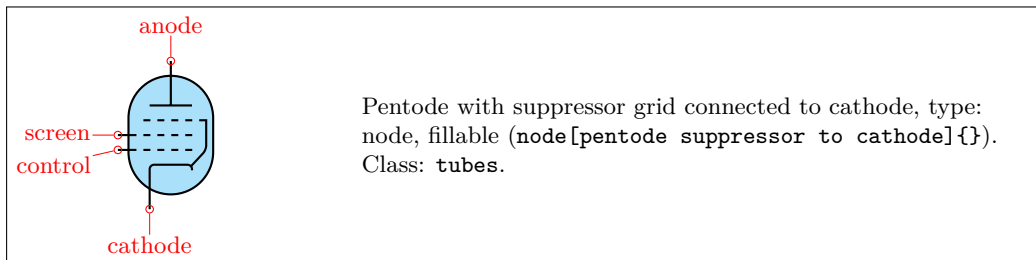 anode
screen
control
cathode
Pentode with suppressor grid connected to cathode, type:
node, fillable (node[pentode suppressor to cathode]{}).
Class: tubes.